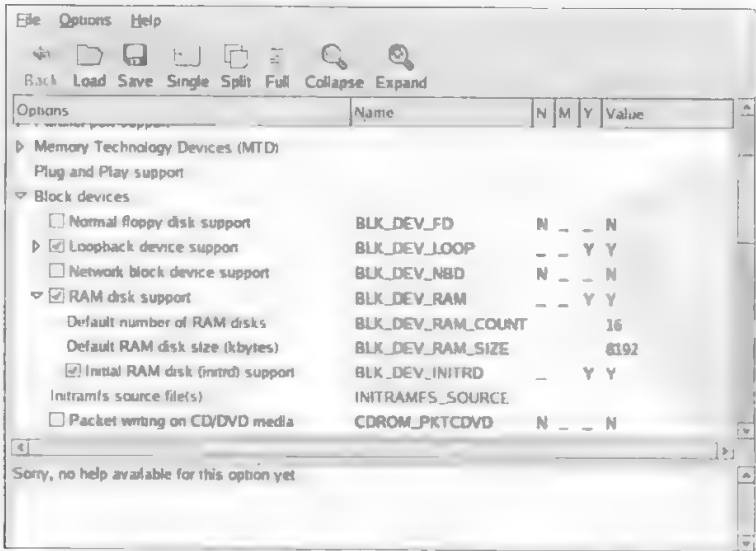 File Options Help
Back Load Save Single Split Full Collapse Expand
Options Name N M Y Value
Parallel port support
Memory Technology Devices (MTD)
Plug and Play support
Block devices
Normal floppy disk support BLK_DEV_FD N _ _ N
Loopback device support BLK_DEV_LOOP _ _ Y Y
Network block device support BLK_DEV_NBD N _ _ N
RAM disk support BLK_DEV_RAM _ _ Y Y
Default number of RAM disks BLK_DEV_RAM_COUNT 16
Default RAM disk size (kbytes) BLK_DEV_RAM_SIZE 8192
Initial RAM disk (initrd) support BLK_DEV_INITRD _ Y Y
Initramfs source file(s) INITRAMFS_SOURCE
Packet writing on CD/DVD media CDROM_PKTCDVD N _ _ N
Sorry, no help available for this option yet